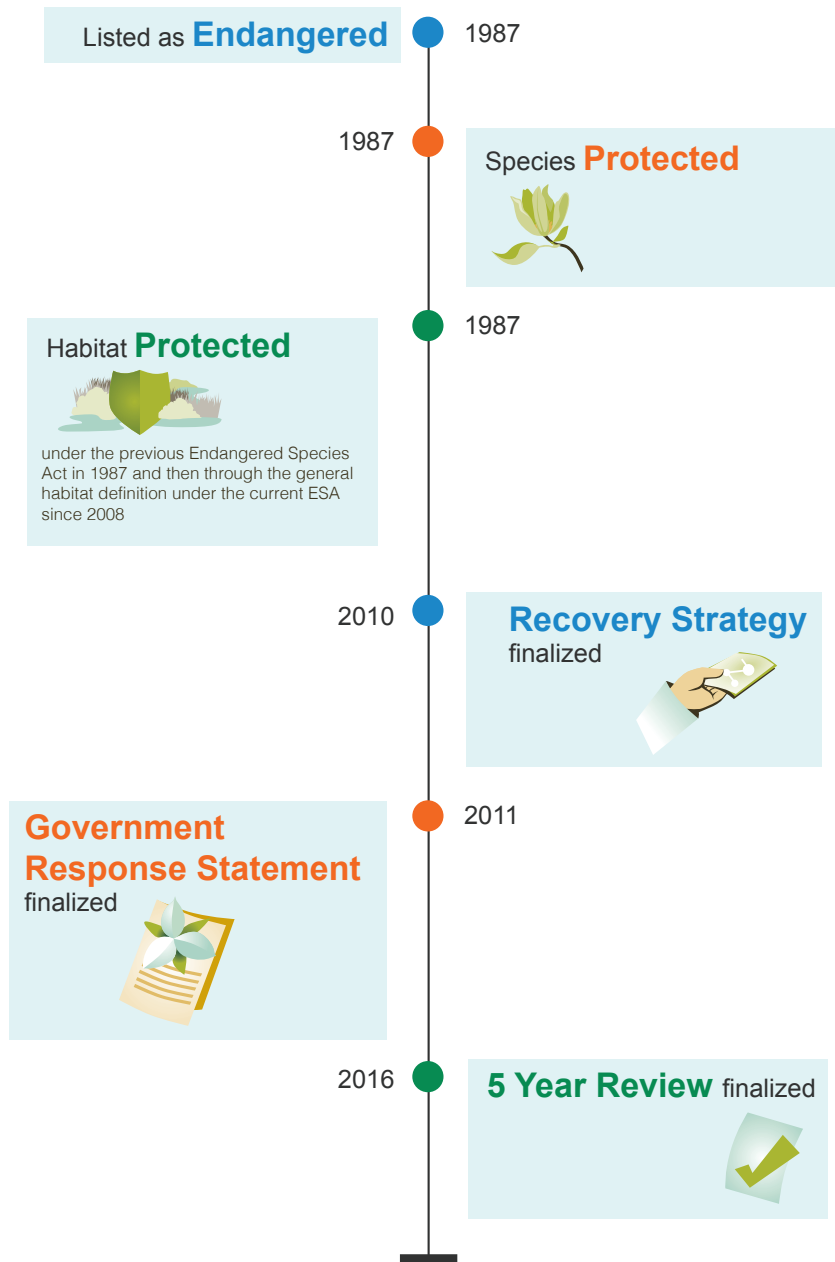 Listed as Endangered
1987
1987
Species Protected
1987
Habitat Protected
under the previous Endangered Species
Act in 1987 and then through the general
habitat definition under the current ESA
since 2008
2010
Recovery Strategy
finalized
2011
Government
Response Statement
finalized
2016
5 Year Review finalized